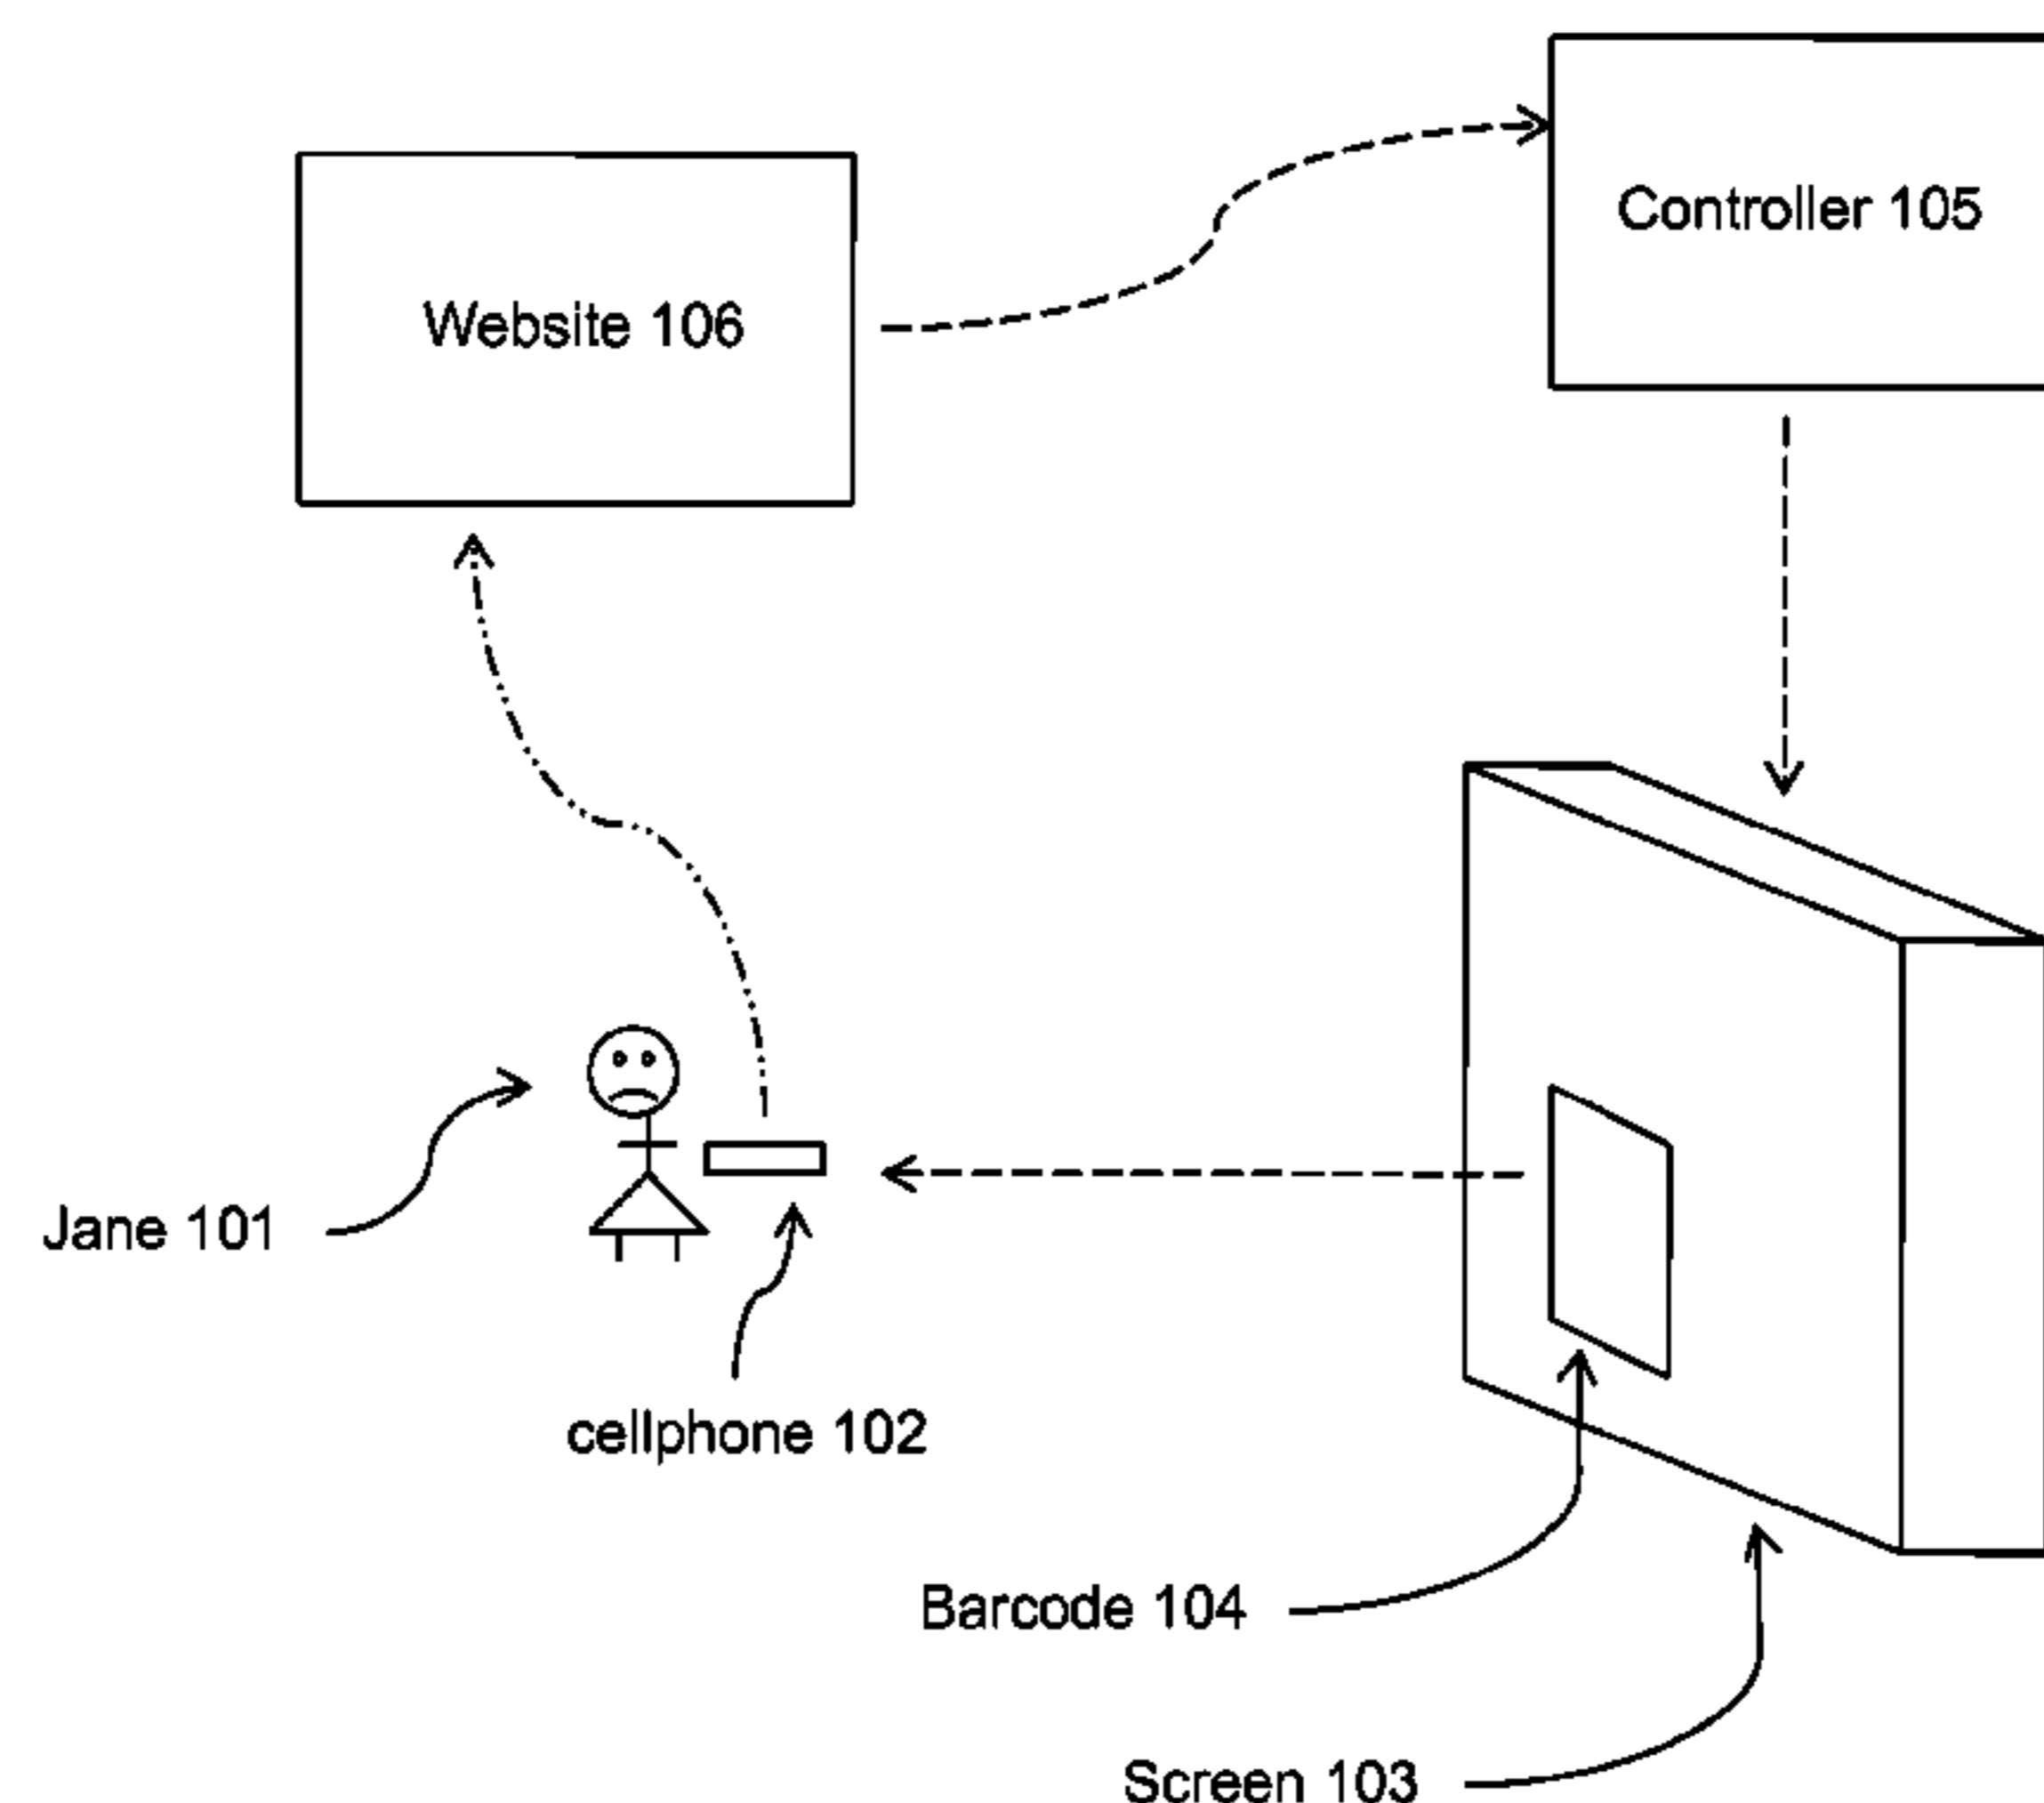 Controller 105
Website 106
Jane 101
cellphone 102
Barcode 104
Screen 103